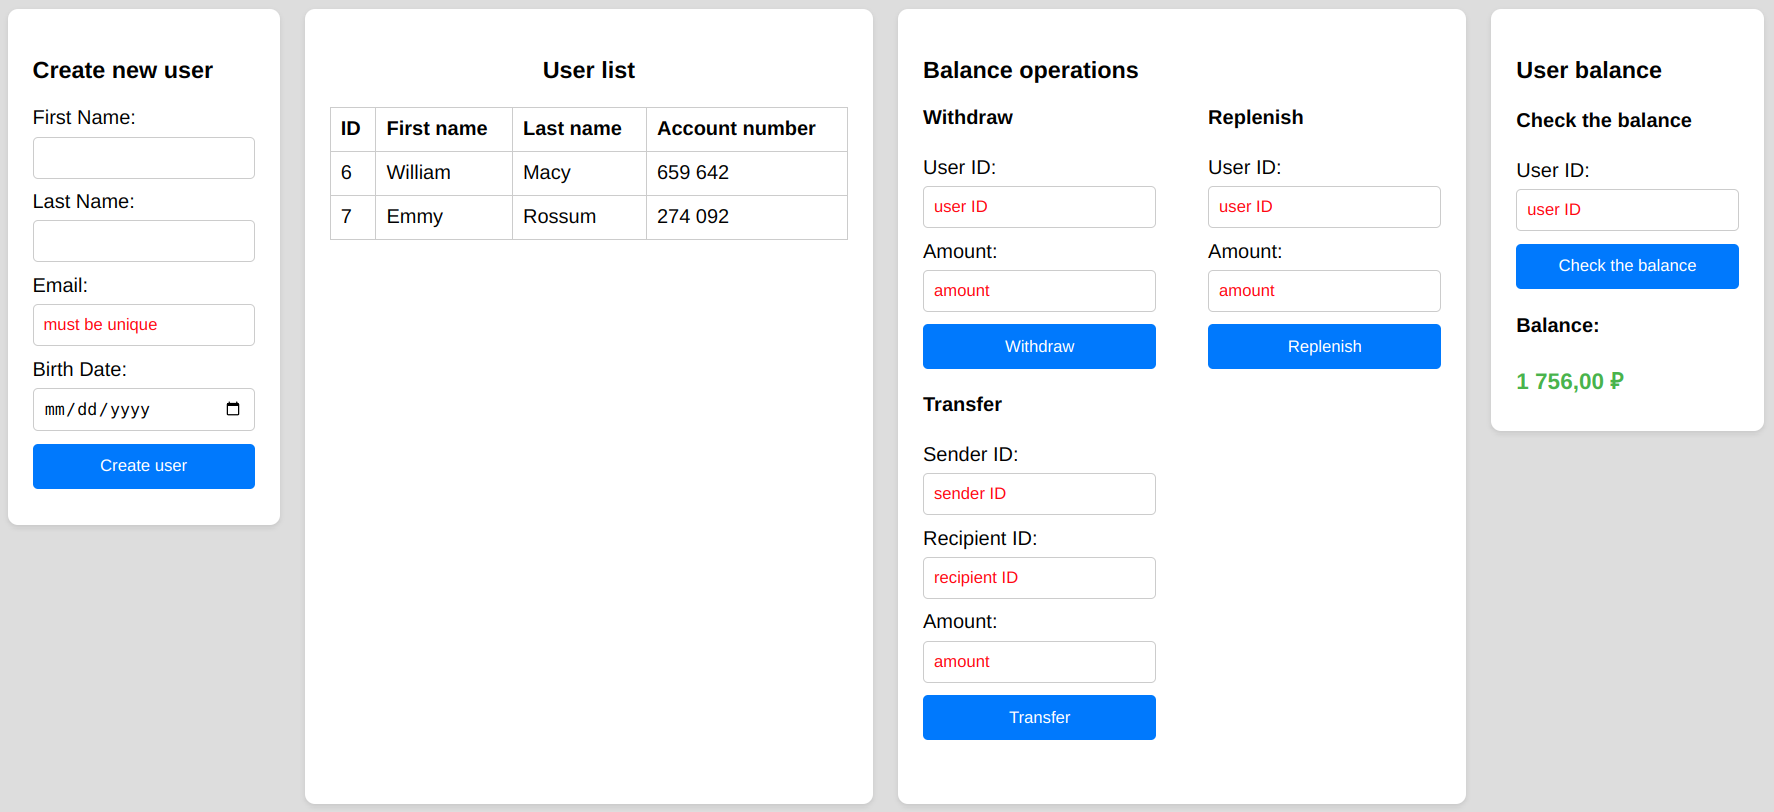 Create new user
First Name:
Last Name:
Email:
must be unique
Birth Date:
mm/dd/yyyy
Create user
User list
ID First name Last name Account number
6 William Macy 659 642
7 Emmy Rossum 274 092
Balance operations
Withdraw
User ID:
user ID
Amount:
amount
Withdraw
Replenish
User ID:
user ID
Amount:
amount
Replenish
Transfer
Sender ID:
sender ID
Recipient ID:
recipient ID
Amount:
amount
Transfer
User balance
Check the balance
User ID:
user ID
Check the balance
Balance:
1 756,00 ₽